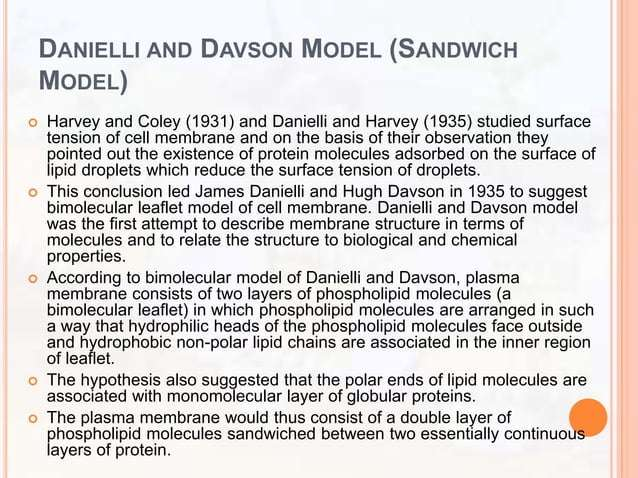 DANIELLI AND DAVSON MODEL (SANDWICH
MODEL)
Harvey and Coley (1931) and Danielli and Harvey (1935) studied surface
tension of cell membrane and on the basis of their observation they
pointed out the existence of protein molecules adsorbed on the surface of
lipid droplets which reduce the surface tension of droplets.
This conclusion led James Danielli and Hugh Davson in 1935 to suggest
bimolecular leaflet model of cell membrane. Danielli and Davson model
was the first attempt to describe membrane structure in terms of
molecules and to relate the structure to biological and chemical
properties.
According to bimolecular model of Danielli and Davson, plasma
membrane consists of two layers of phospholipid molecules (a
bimolecular leaflet) in which phospholipid molecules are arranged in such
a way that hydrophilic heads of the phospholipid molecules face outside
and hydrophobic non-polar lipid chains are associated in the inner region
of leaflet.
The hypothesis also suggested that the polar ends of lipid molecules are
associated with monomolecular layer of globular proteins.
The plasma membrane would thus consist of a double layer of
phospholipid molecules sandwiched between two essentially continuous
layers of protein.